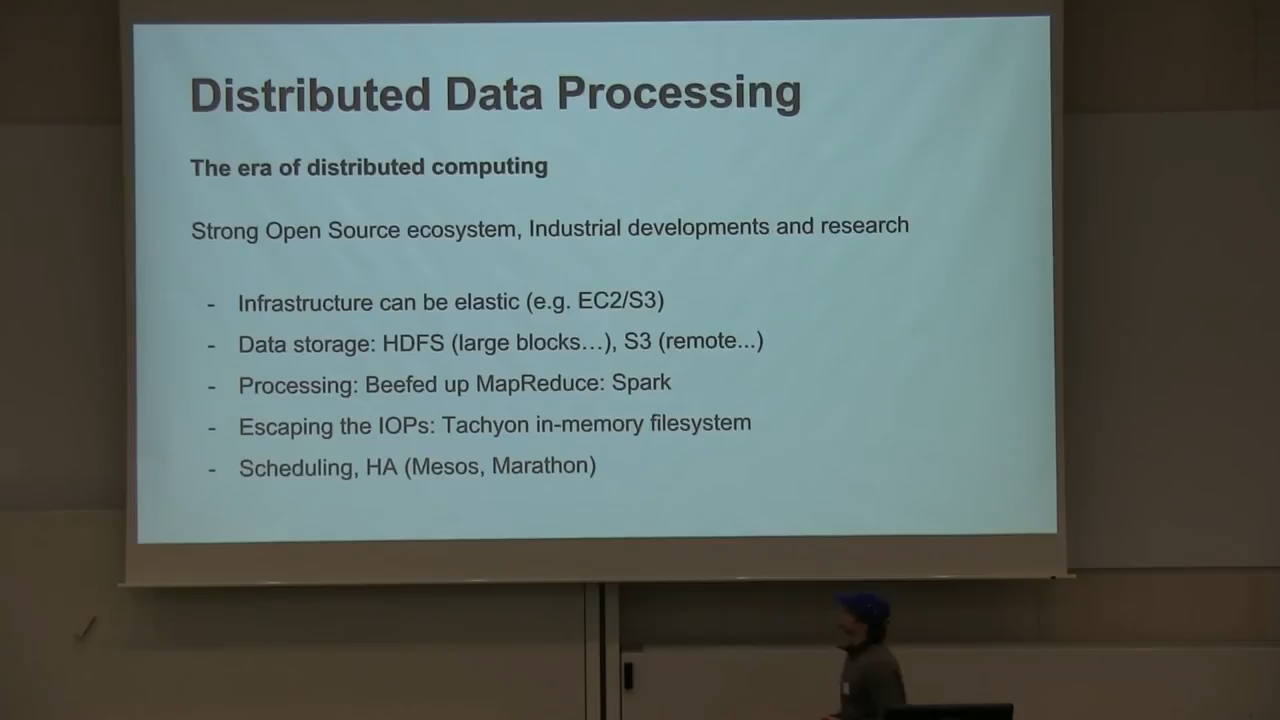 Distributed Data Processing
The era of distributed computing
Strong Open Source ecosystem, Industrial developments and research
- Infrastructure can be elastic (e.g. EC2/S3)
- Data storage: HDFS (large blocks…), S3 (remote...)
- Processing: Beefed up MapReduce: Spark
- Escaping the IOPs: Tachyon in-memory filesystem
- Scheduling, HA (Mesos, Marathon)